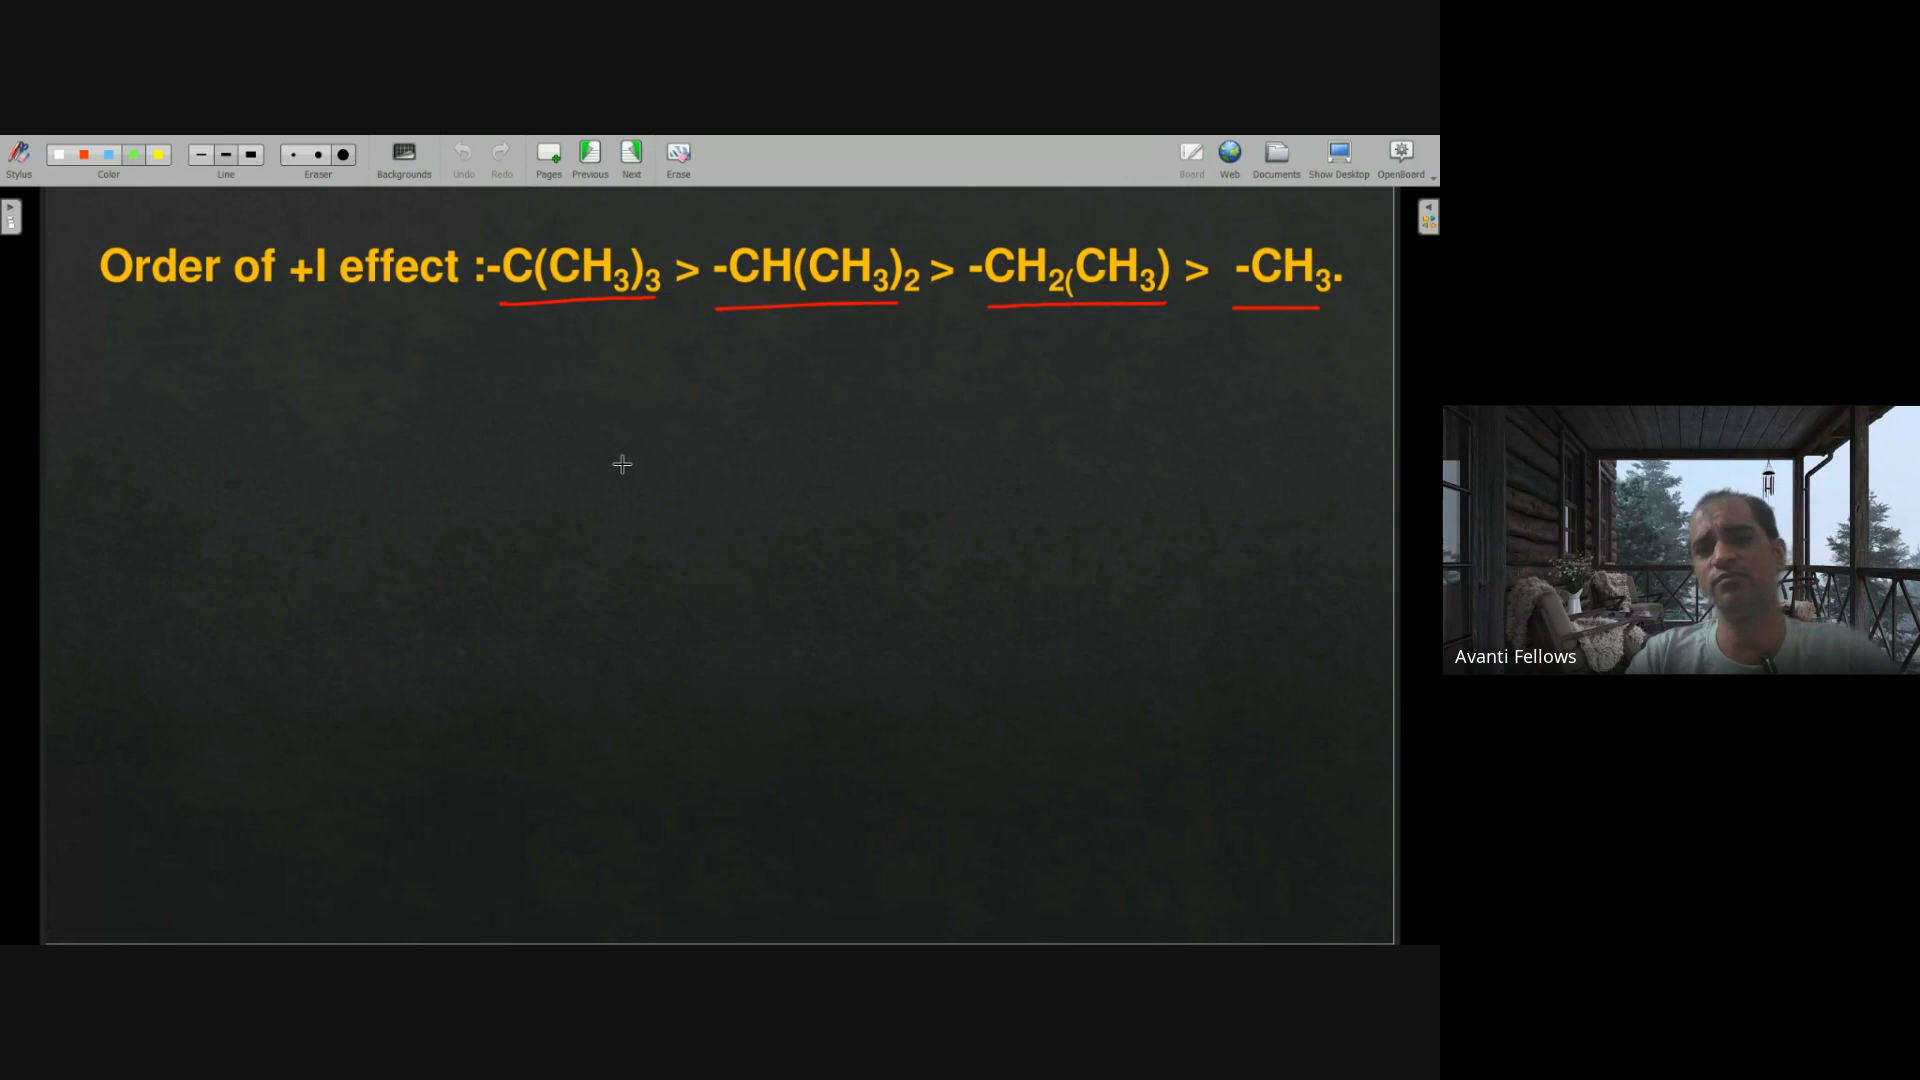 Stylus Color Line Eraser Backgrounds Undo Redo Pages Previous Next Erase Board Web Documents Show Desktop OpenBoard
Order of +I effect :-C(CH₃)₃ > -CH(CH₃)₂ > -CH₂₍CH₃) > -CH₃.
Avanti Fellows